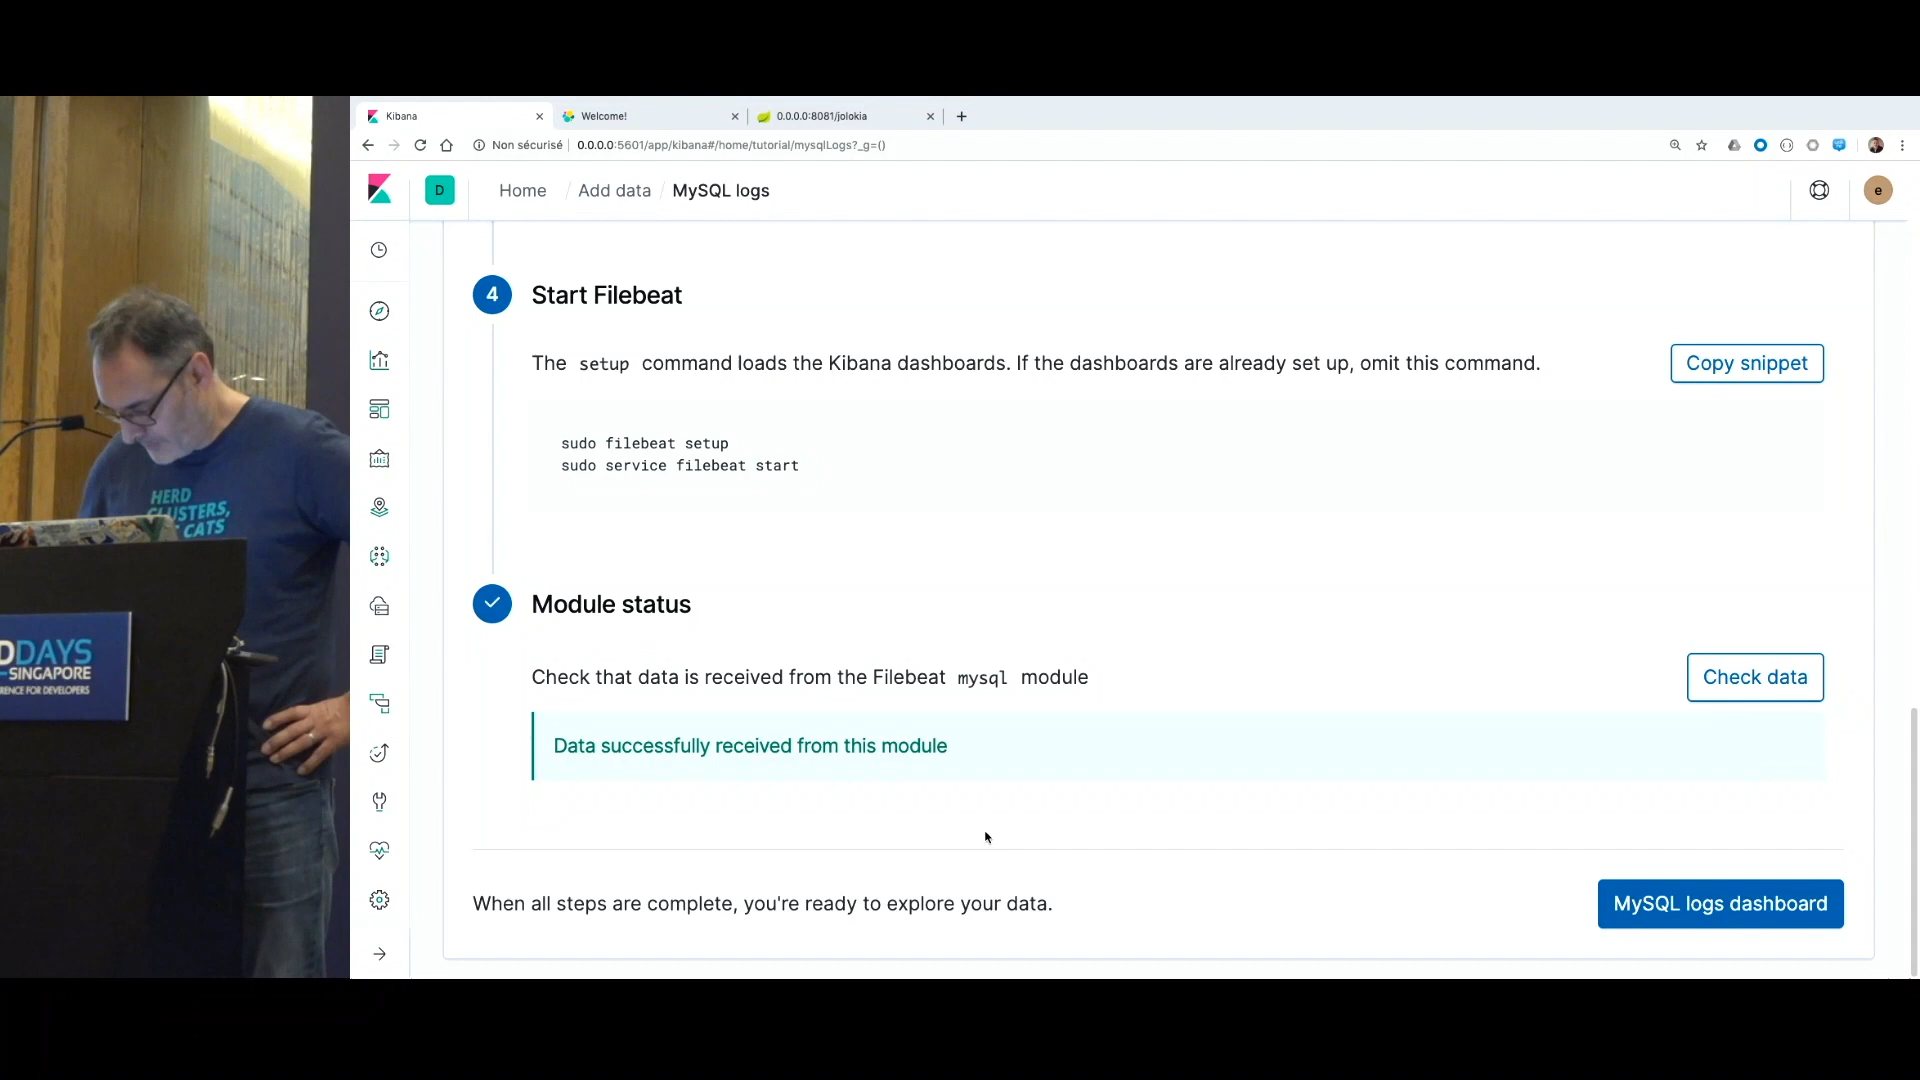 Kibana
Welcome!
0.0.0.0:8081/jolokia
Non sécurisé
0.0.0.0:5601/app/kibana#/home/tutorial/mysqlLogs?_g=()
D
Home / Add data / MySQL logs
e
4
Start Filebeat
The setup command loads the Kibana dashboards. If the dashboards are already set up, omit this command.
Copy snippet
sudo filebeat setup
sudo service filebeat start
Module status
Check that data is received from the Filebeat mysql module
Check data
Data successfully received from this module
When all steps are complete, you're ready to explore your data.
MySQL logs dashboard
HERD
CLUSTERS,
CATS
DAYS
SINGAPORE
FOR DEVELOPERS